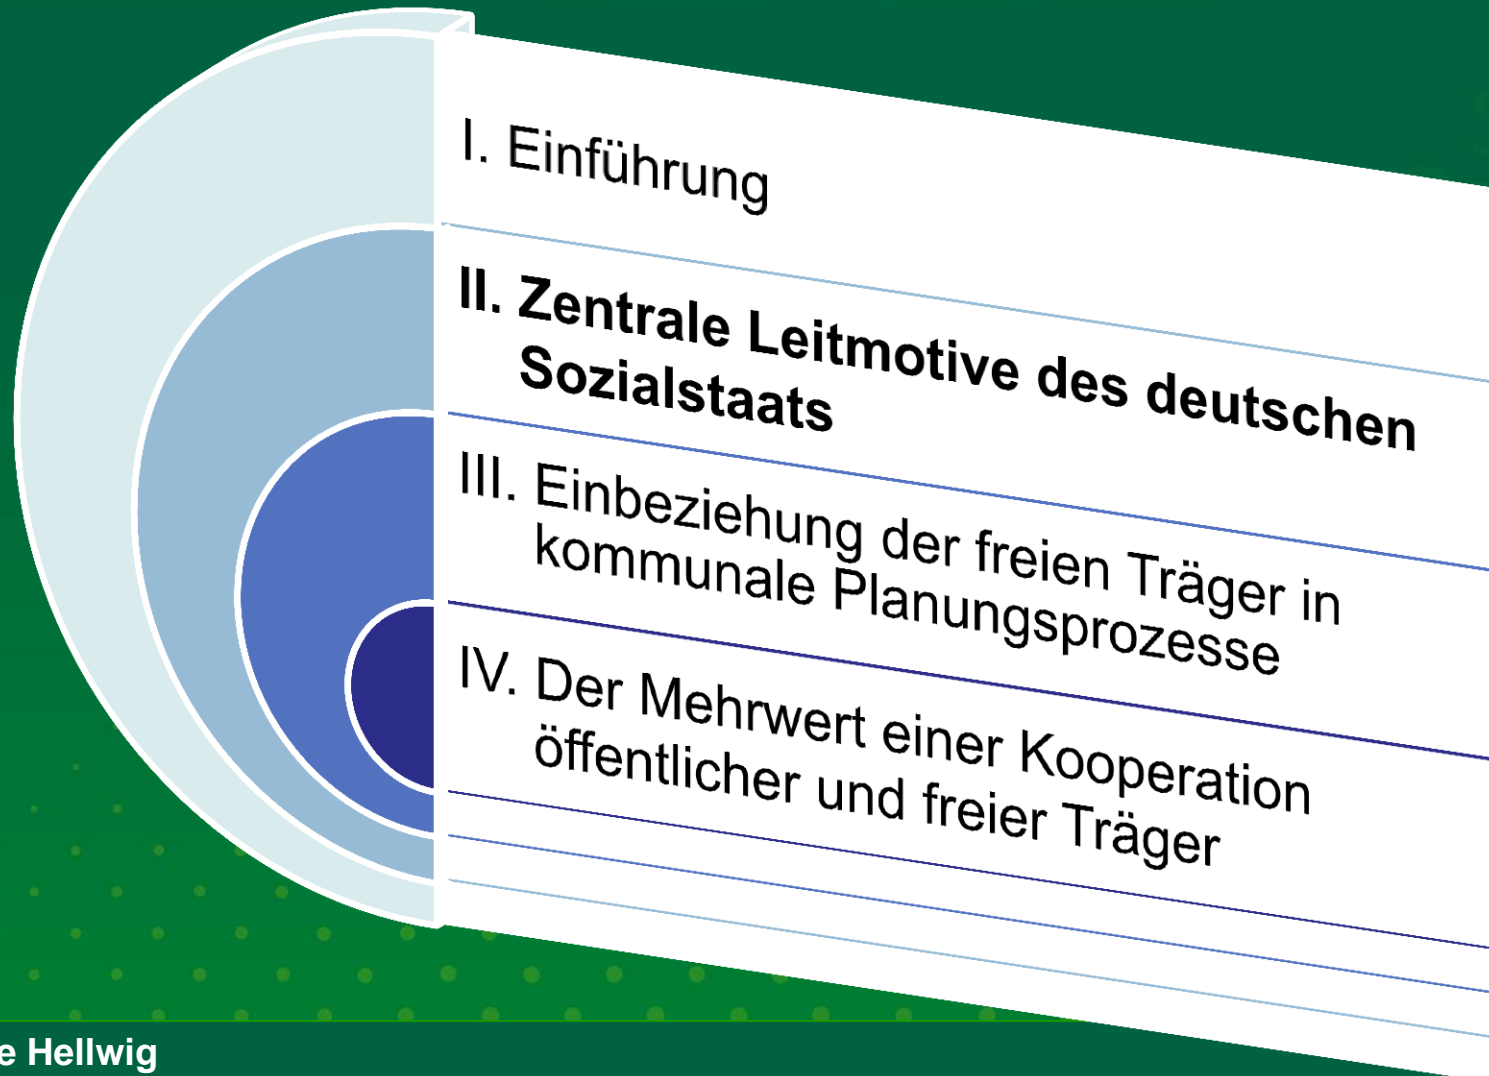 I. Einführung
II. Zentrale Leitmotive des deutschen
Sozialstaats
III. Einbeziehung der freien Träger in
kommunale Planungsprozesse
IV. Der Mehrwert einer Kooperation
öffentlicher und freier Träger
e Hellwig